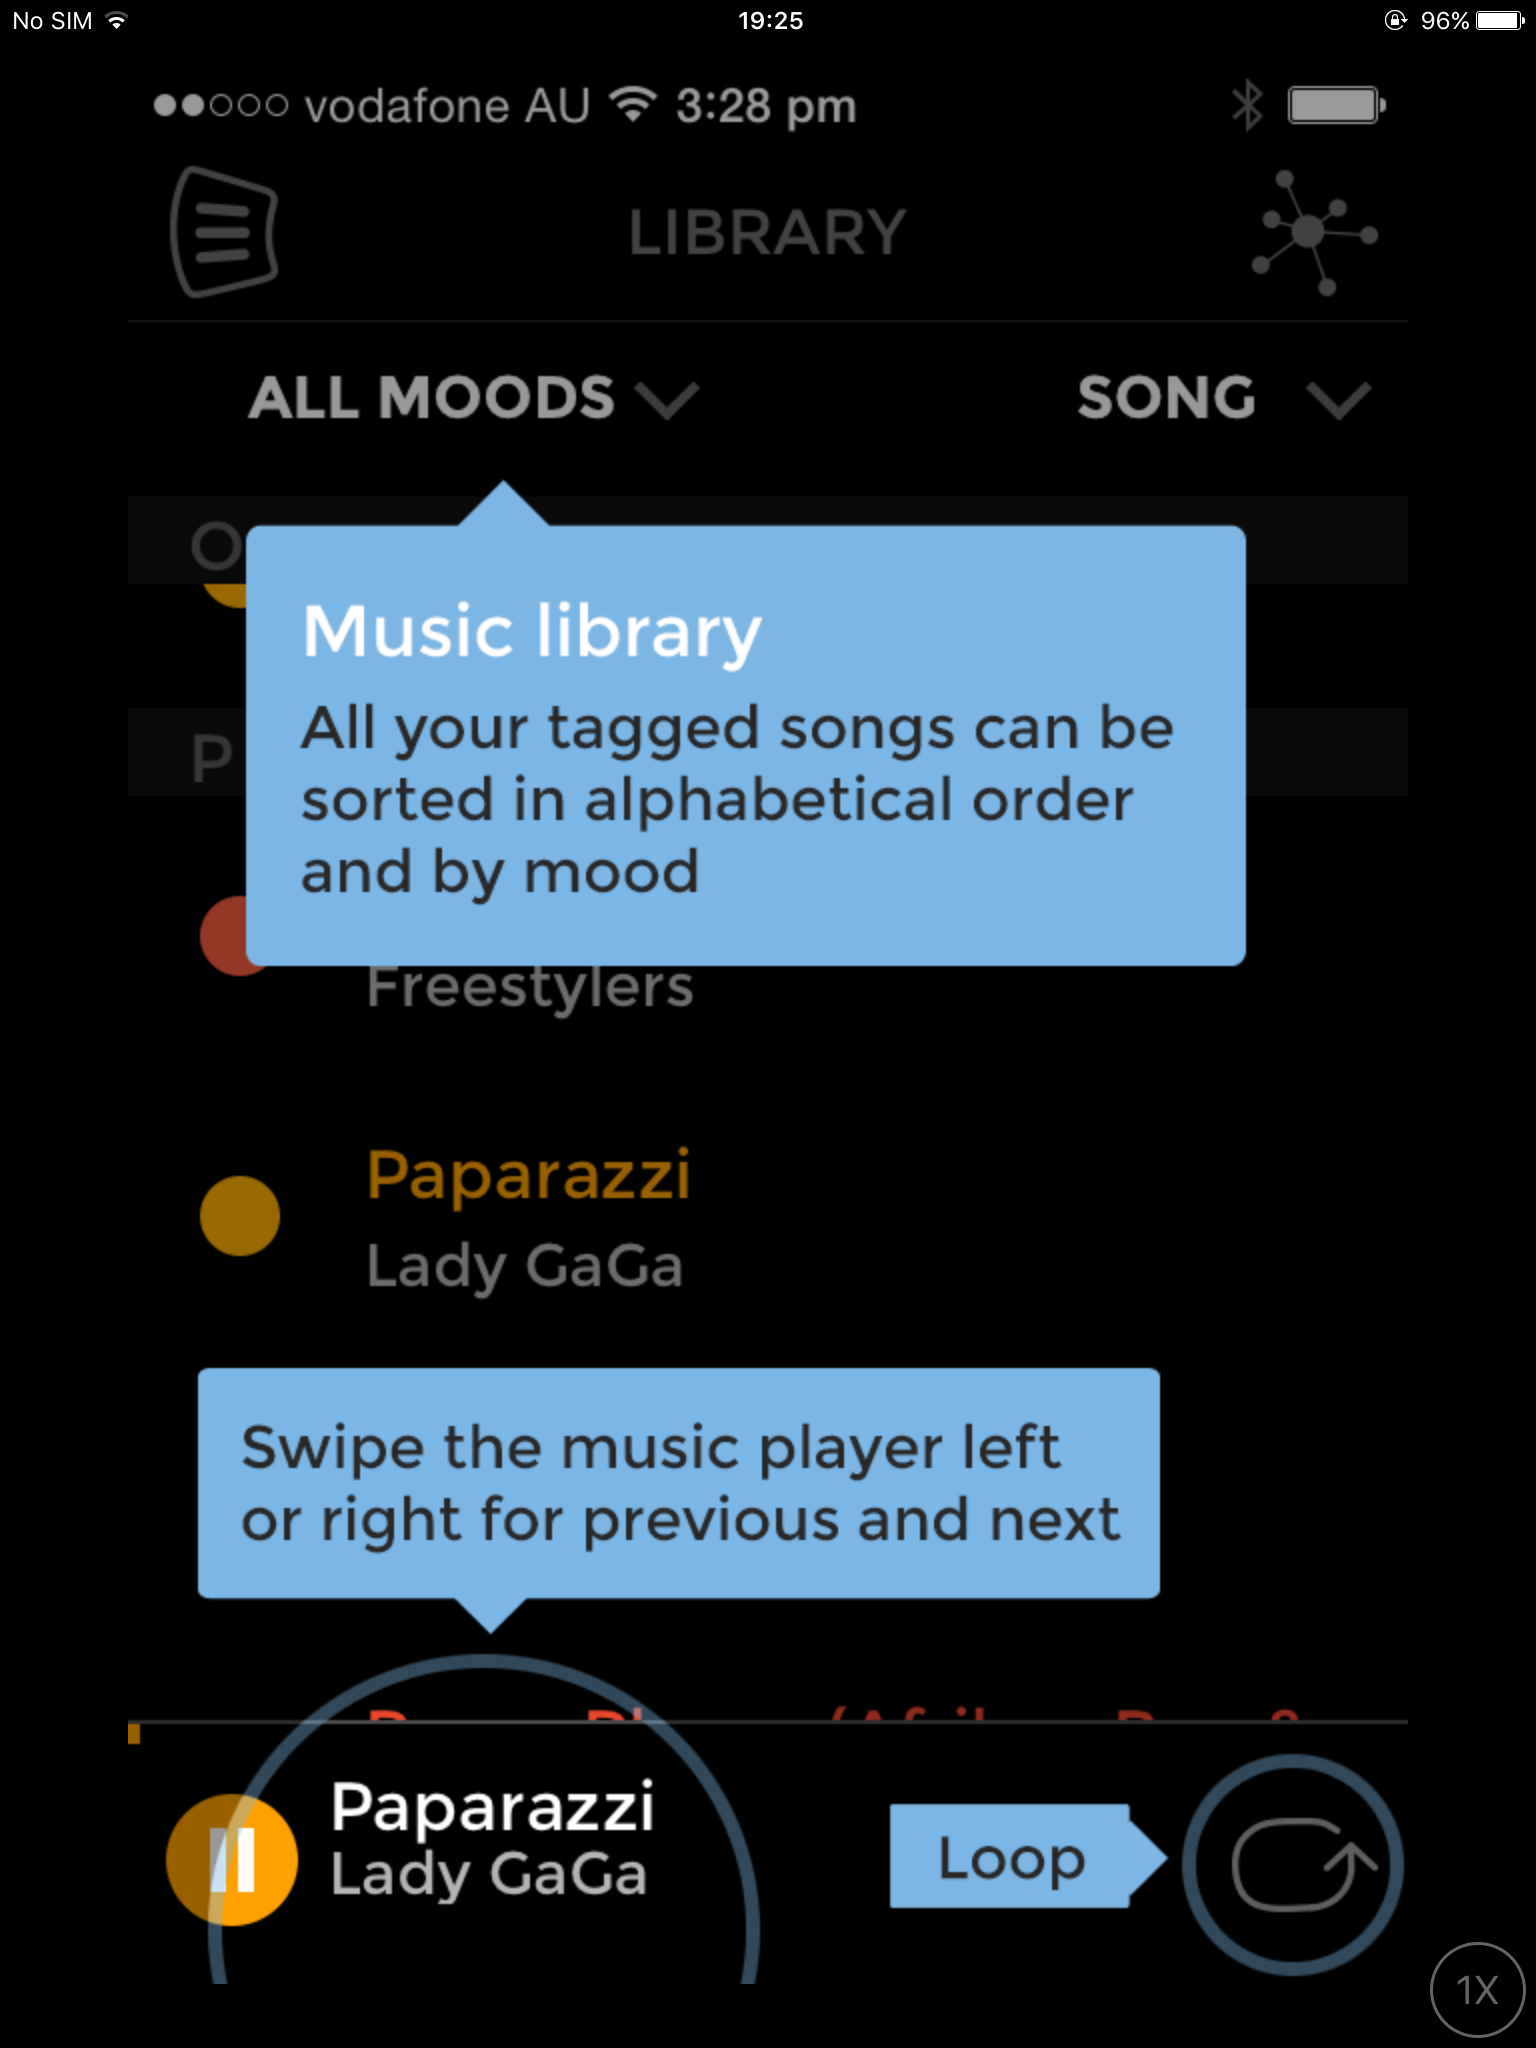 No SIM 19:25 96%
vodafone AU 3:28 pm
LIBRARY
ALL MOODS SONG
O
Music library
All your tagged songs can be
sorted in alphabetical order
and by mood
P
Freestylers
Paparazzi
Lady GaGa
Swipe the music player left
or right for previous and next
Paparazzi
Lady GaGa
Loop
1X